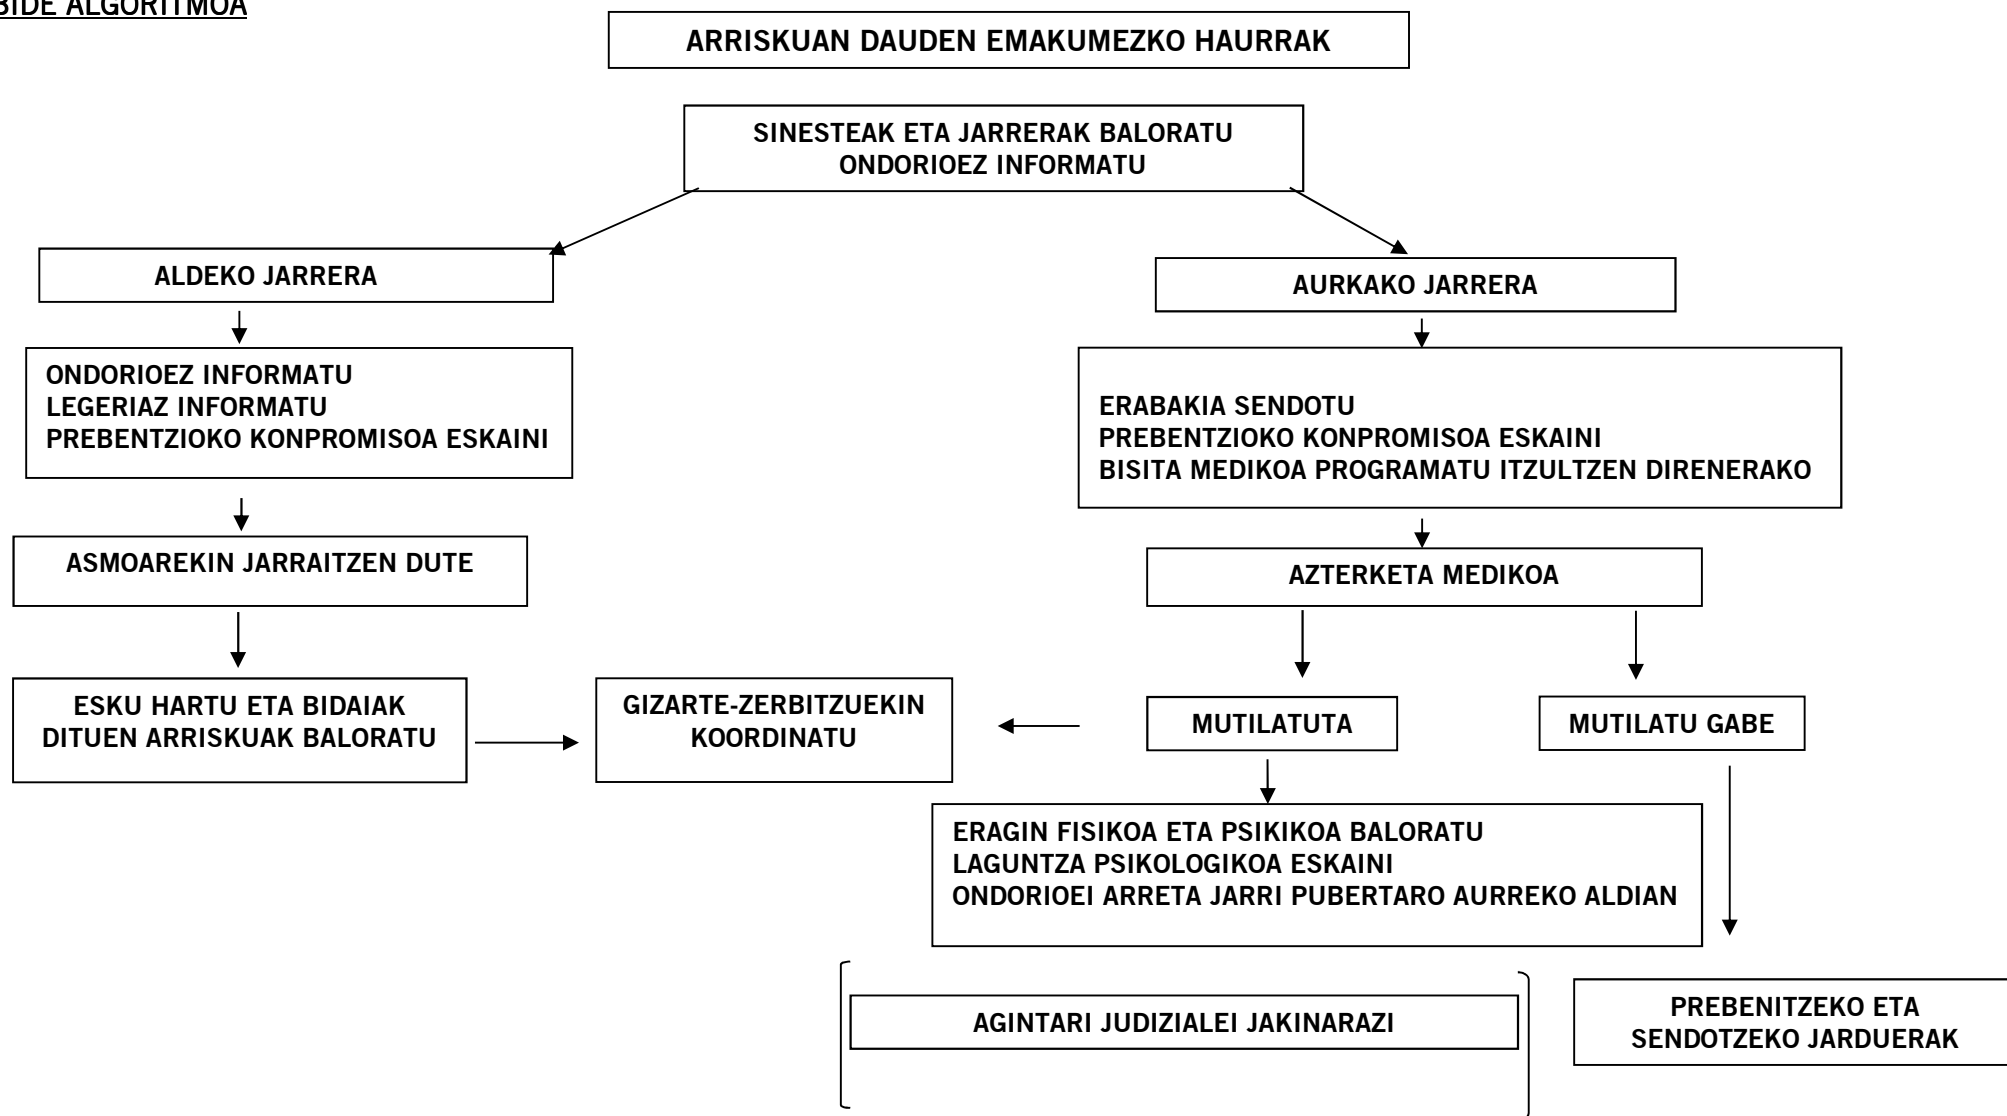 BIDE ALGORITMOA
ARRISKUAN DAUDEN EMAKUMEZKO HAURRAK
SINESTEAK ETA JARRERAK BALORATU
ONDORIOEZ INFORMATU
ALDEKO JARRERA
AURKAKO JARRERA
ONDORIOEZ INFORMATU
LEGERIAZ INFORMATU
PREBENTZIOKO KONPROMISOA ESKAINI
ERABAKIA SENDOTU
PREBENTZIOKO KONPROMISOA ESKAINI
BISITA MEDIKOA PROGRAMATU ITZULTZEN DIRENERAKO
ASMOAREKIN JARRAITZEN DUTE
AZTERKETA MEDIKOA
ESKU HARTU ETA BIDAIAK
DITUEN ARRISKUAK BALORATU
GIZARTE-ZERBITZUEKIN
KOORDINATU
MUTILATUTA
MUTILATU GABE
ERAGIN FISIKOA ETA PSIKIKOA BALORATU
LAGUNTZA PSIKOLOGIKOA ESKAINI
ONDORIOEI ARRETA JARRI PUBERTARO AURREKO ALDIAN
AGINTARI JUDIZIALEI JAKINARAZI
PREBENITZEKO ETA
SENDOTZEKO JARDUERAK